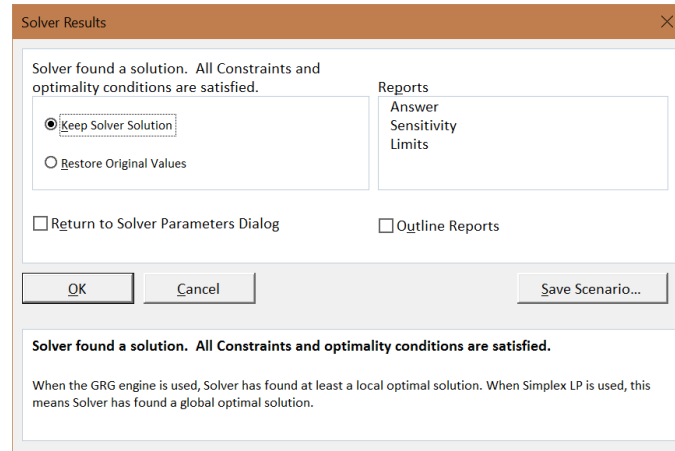 Solver Results
Solver found a solution.  All Constraints and
optimality conditions are satisfied.
Reports
Answer
Sensitivity
Limits
Keep Solver Solution
Restore Original Values
Return to Solver Parameters Dialog
Outline Reports
OK
Cancel
Save Scenario...
Solver found a solution.  All Constraints and optimality conditions are satisfied.
When the GRG engine is used, Solver has found at least a local optimal solution. When Simplex LP is used, this
means Solver has found a global optimal solution.